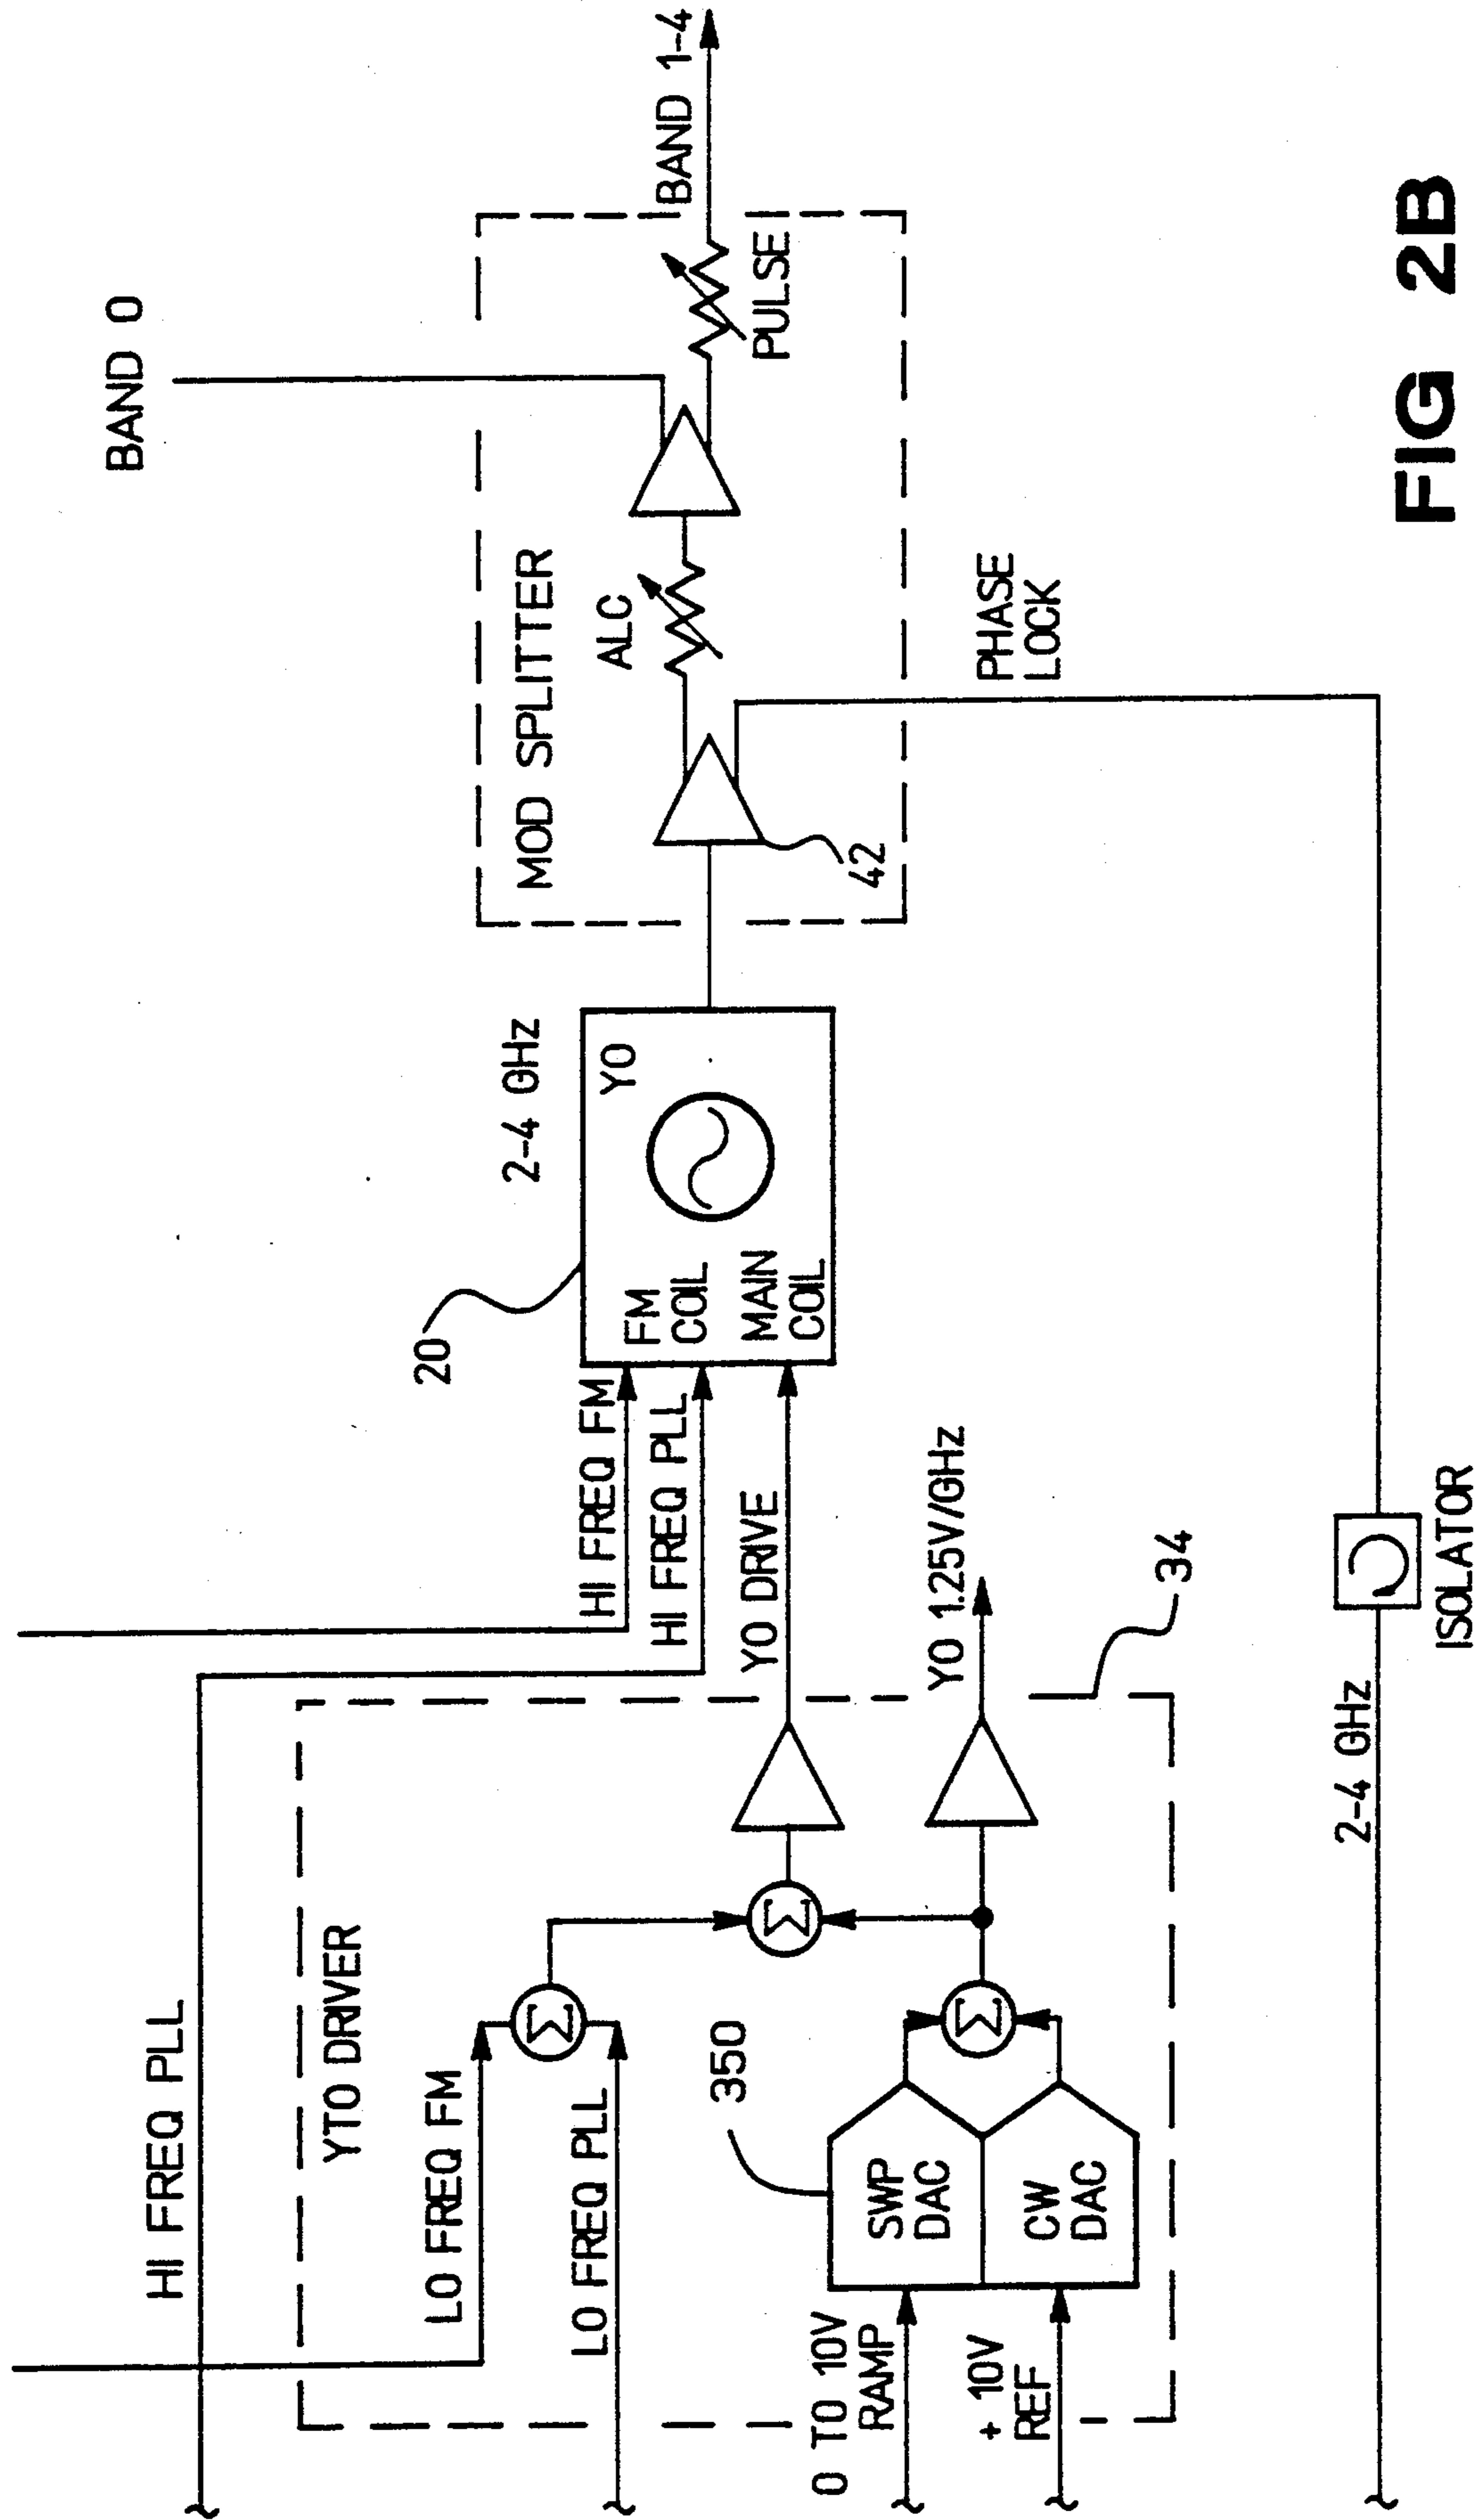 BAND 0
BAND 1-4
MOD SPLITTER
ALC
PULSE
42
PHASE
LOCK
2-4 GHz
YO
20
FM
COIL
MAIN
COIL
HI FREQ FM
HI FREQ PLL
YO DRIVE
YO 1.25V/GHz
34
HI FREQ PLL
YTO DRIVER
LO FREQ FM
LO FREQ PLL
Σ
Σ
Σ
350
SWP
DAC
CW
DAC
0 TO 10V
RAMP
+ 10V
REF
2-4 GHz
ISOLATOR
FIG 2B